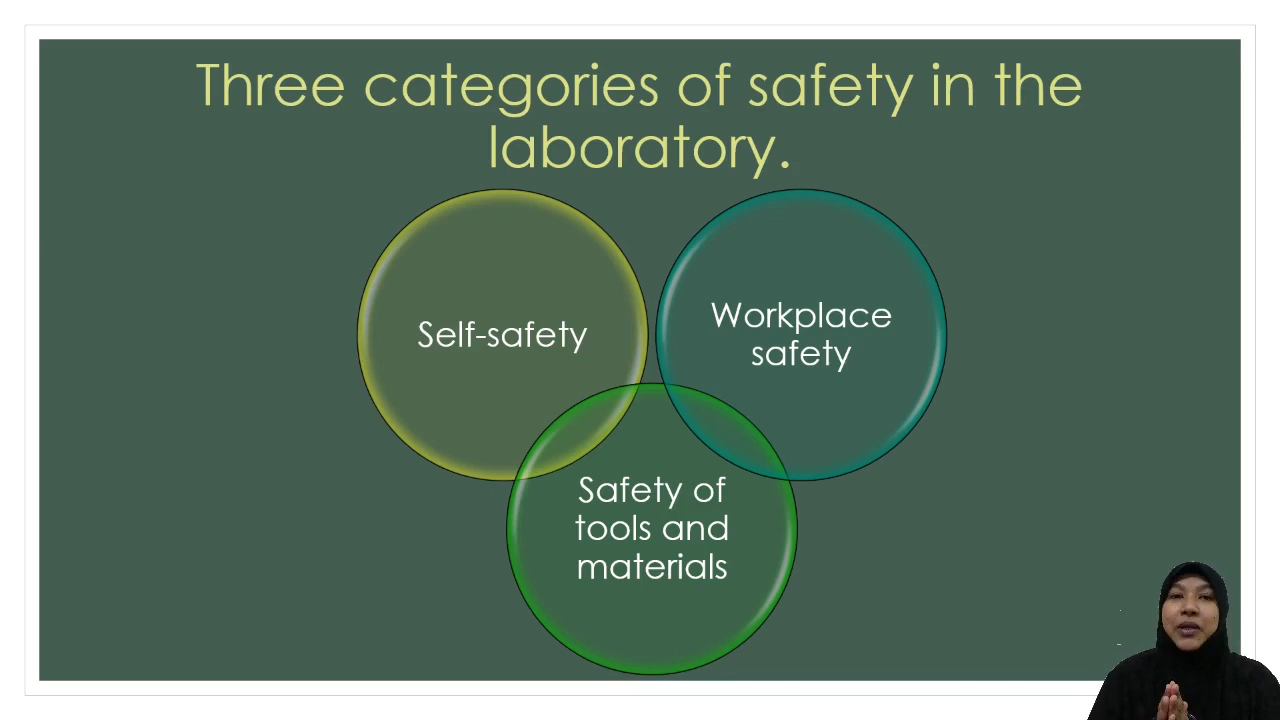 Three categories of safety in the
laboratory.
Self-safety
Workplace
safety
Safety of
tools and
materials